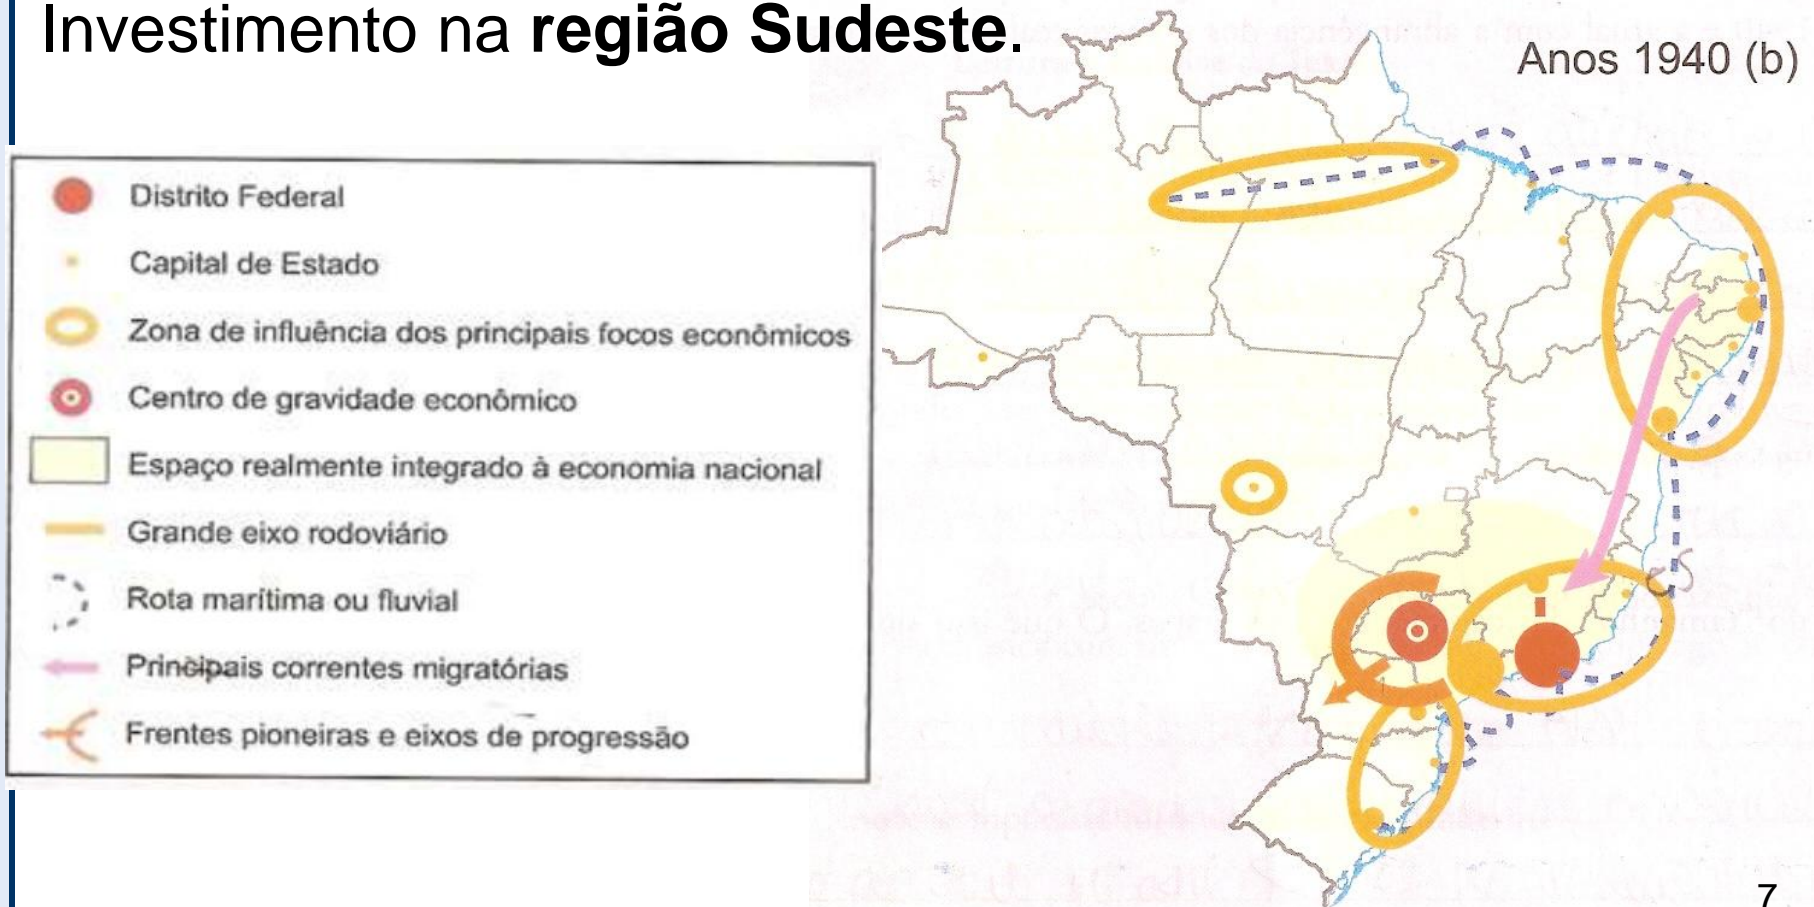 Investimento na região Sudeste.
Anos 1940 (b)
Distrito Federal
Capital de Estado
Zona de influência dos principais focos econômicos
Centro de gravidade econômico
Espaço realmente integrado à economia nacional
Grande eixo rodoviário
Rota marítima ou fluvial
Principais correntes migratórias
Frentes pioneiras e eixos de progressão
ES
7